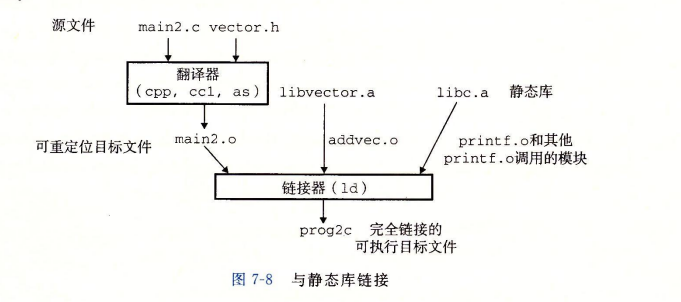 源文件 main2.c vector.h
翻译器
(cpp, cc1, as)
libvector.a
libc.a 静态库
可重定位目标文件
main2.o
addvec.o
printf.o和其他
printf.o调用的模块
链接器(ld)
prog2c 完全链接的
可执行目标文件
图 7-8 与静态库链接